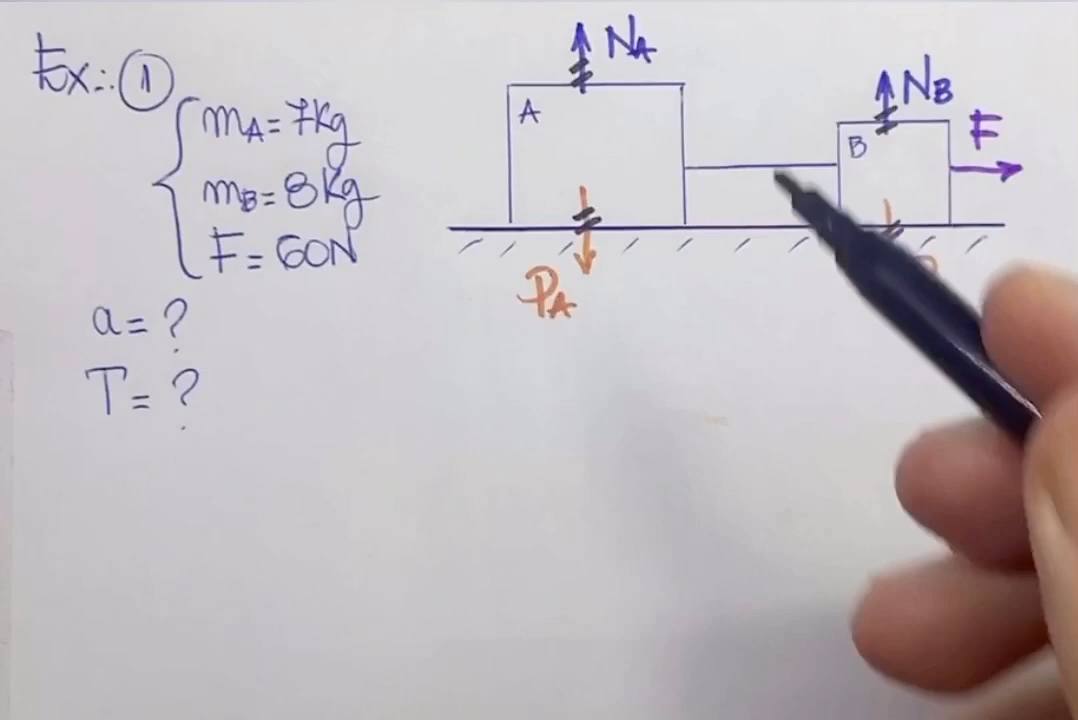 Ex.: 1
mA = 7kg
mB = 8kg
F = 60N
a = ?
T = ?
NA
A
PA
NB
B
F